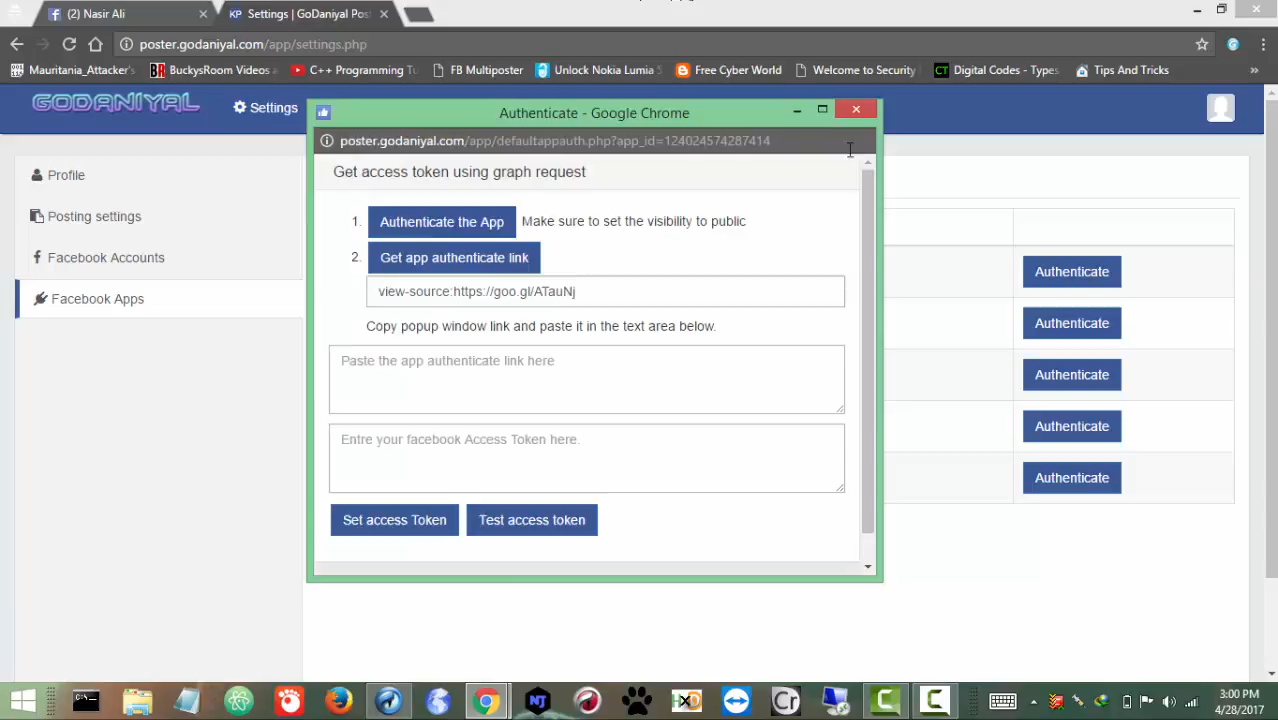 (2) Nasir Ali
KP Settings | GoDaniyal Post
poster.godaniyal.com/app/settings.php
Mauritania_Attacker's
BR BuckysRoom Videos
C++ Programming Tu
FB Multiposter
Unlock Nokia Lumia
Free Cyber World
Welcome to Security
CT Digital Codes - Types
Tips And Tricks
»
GODANIYAL
Settings
Profile
Posting settings
Facebook Accounts
Facebook Apps
Authenticate - Google Chrome
poster.godaniyal.com/app/defaultappauth.php?app_id=124024574287414
Get access token using graph request
1. Authenticate the App Make sure to set the visibility to public
2. Get app authenticate link
view-source:https://goo.gl/ATauNj
Copy popup window link and paste it in the text area below.
Paste the app authenticate link here
Entre your facebook Access Token here.
Set access Token Test access token
Authenticate
Authenticate
Authenticate
Authenticate
Authenticate
3:00 PM
4/28/2017